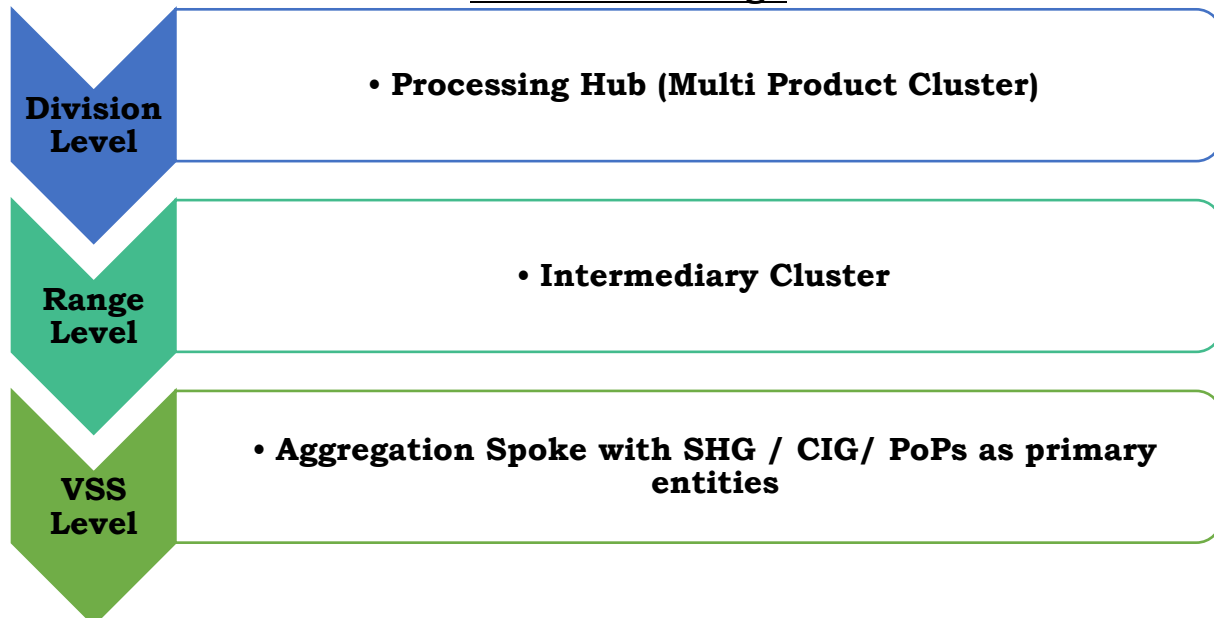 Division
Level
• Processing Hub (Multi Product Cluster)
Range
Level
• Intermediary Cluster
VSS
Level
• Aggregation Spoke with SHG / CIG/ PoPs as primary
entities